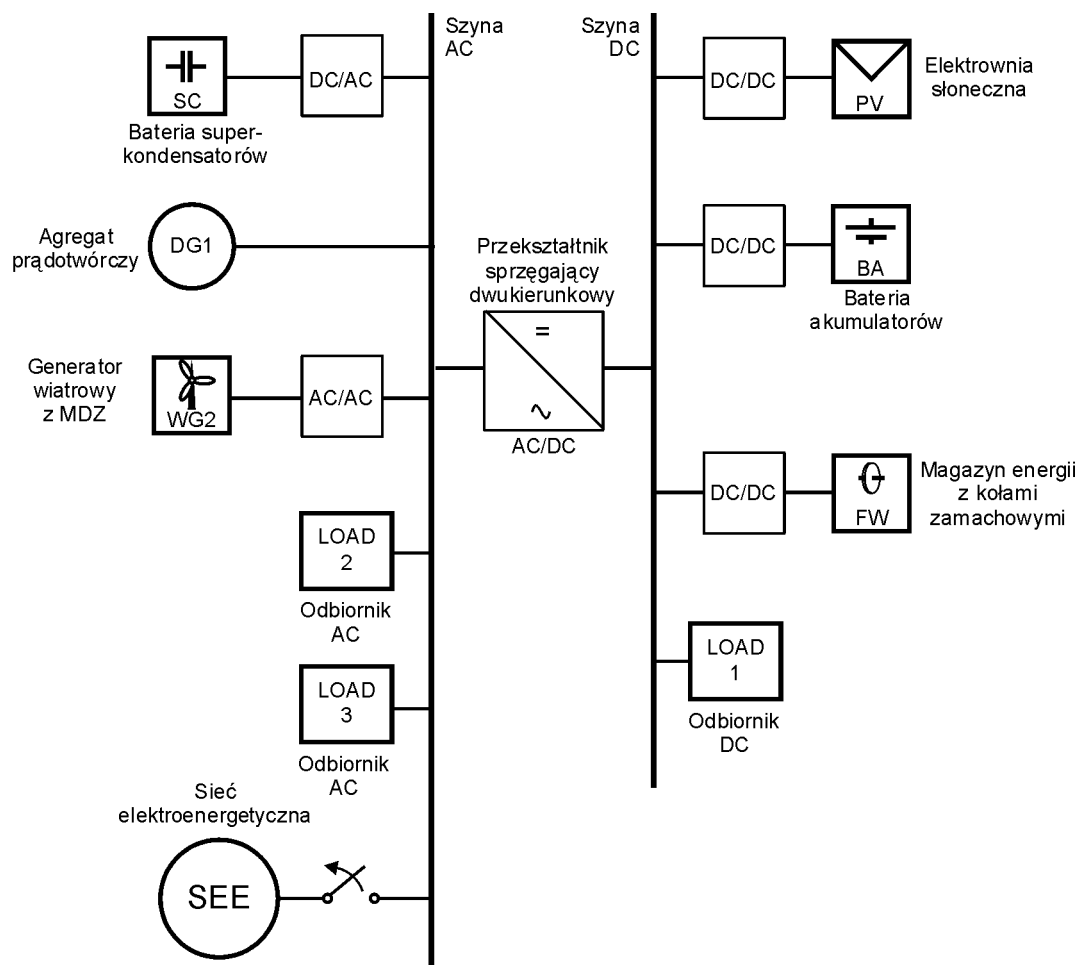 Szyna
AC
Szyna
DC
SC
DC/AC
Bateria super-
kondensatorów
DC/DC
PV
Elektrownia
słoneczna
Agregat
prądotwórczy
DG1
DC/DC
BA
Bateria
akumulatorów
Przekształtnik
sprzęgający
dwukierunkowy
=
∿
AC/DC
Generator
wiatrowy
z MDZ
WG2
AC/AC
DC/DC
FW
Magazyn energii
z kołami
zamachowymi
LOAD
2
Odbiornik
AC
LOAD
3
Odbiornik
AC
LOAD
1
Odbiornik
DC
Sieć
elektroenergetyczna
SEE